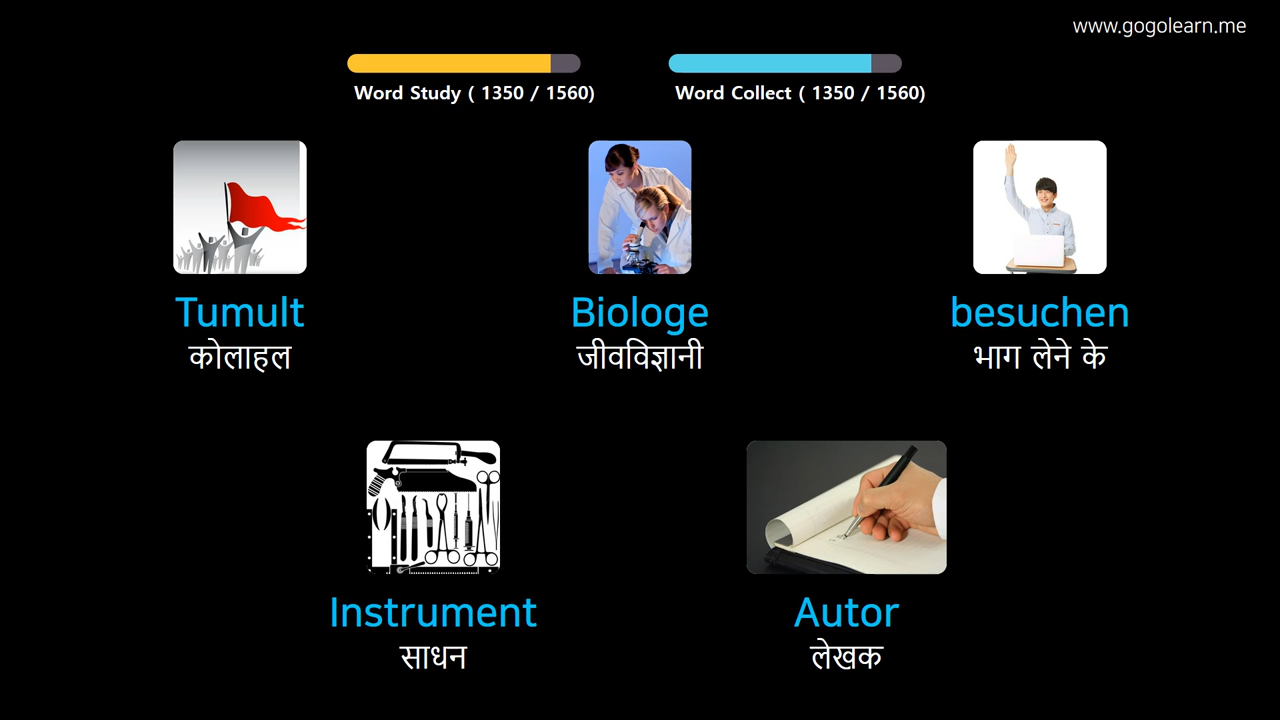 www.gogolearn.me
Word Study ( 1350 / 1560)
Word Collect ( 1350 / 1560)
Tumult
कोलाहल
Biologe
जीवविज्ञानी
besuchen
भाग लेने के
Instrument
साधन
Autor
लेखक